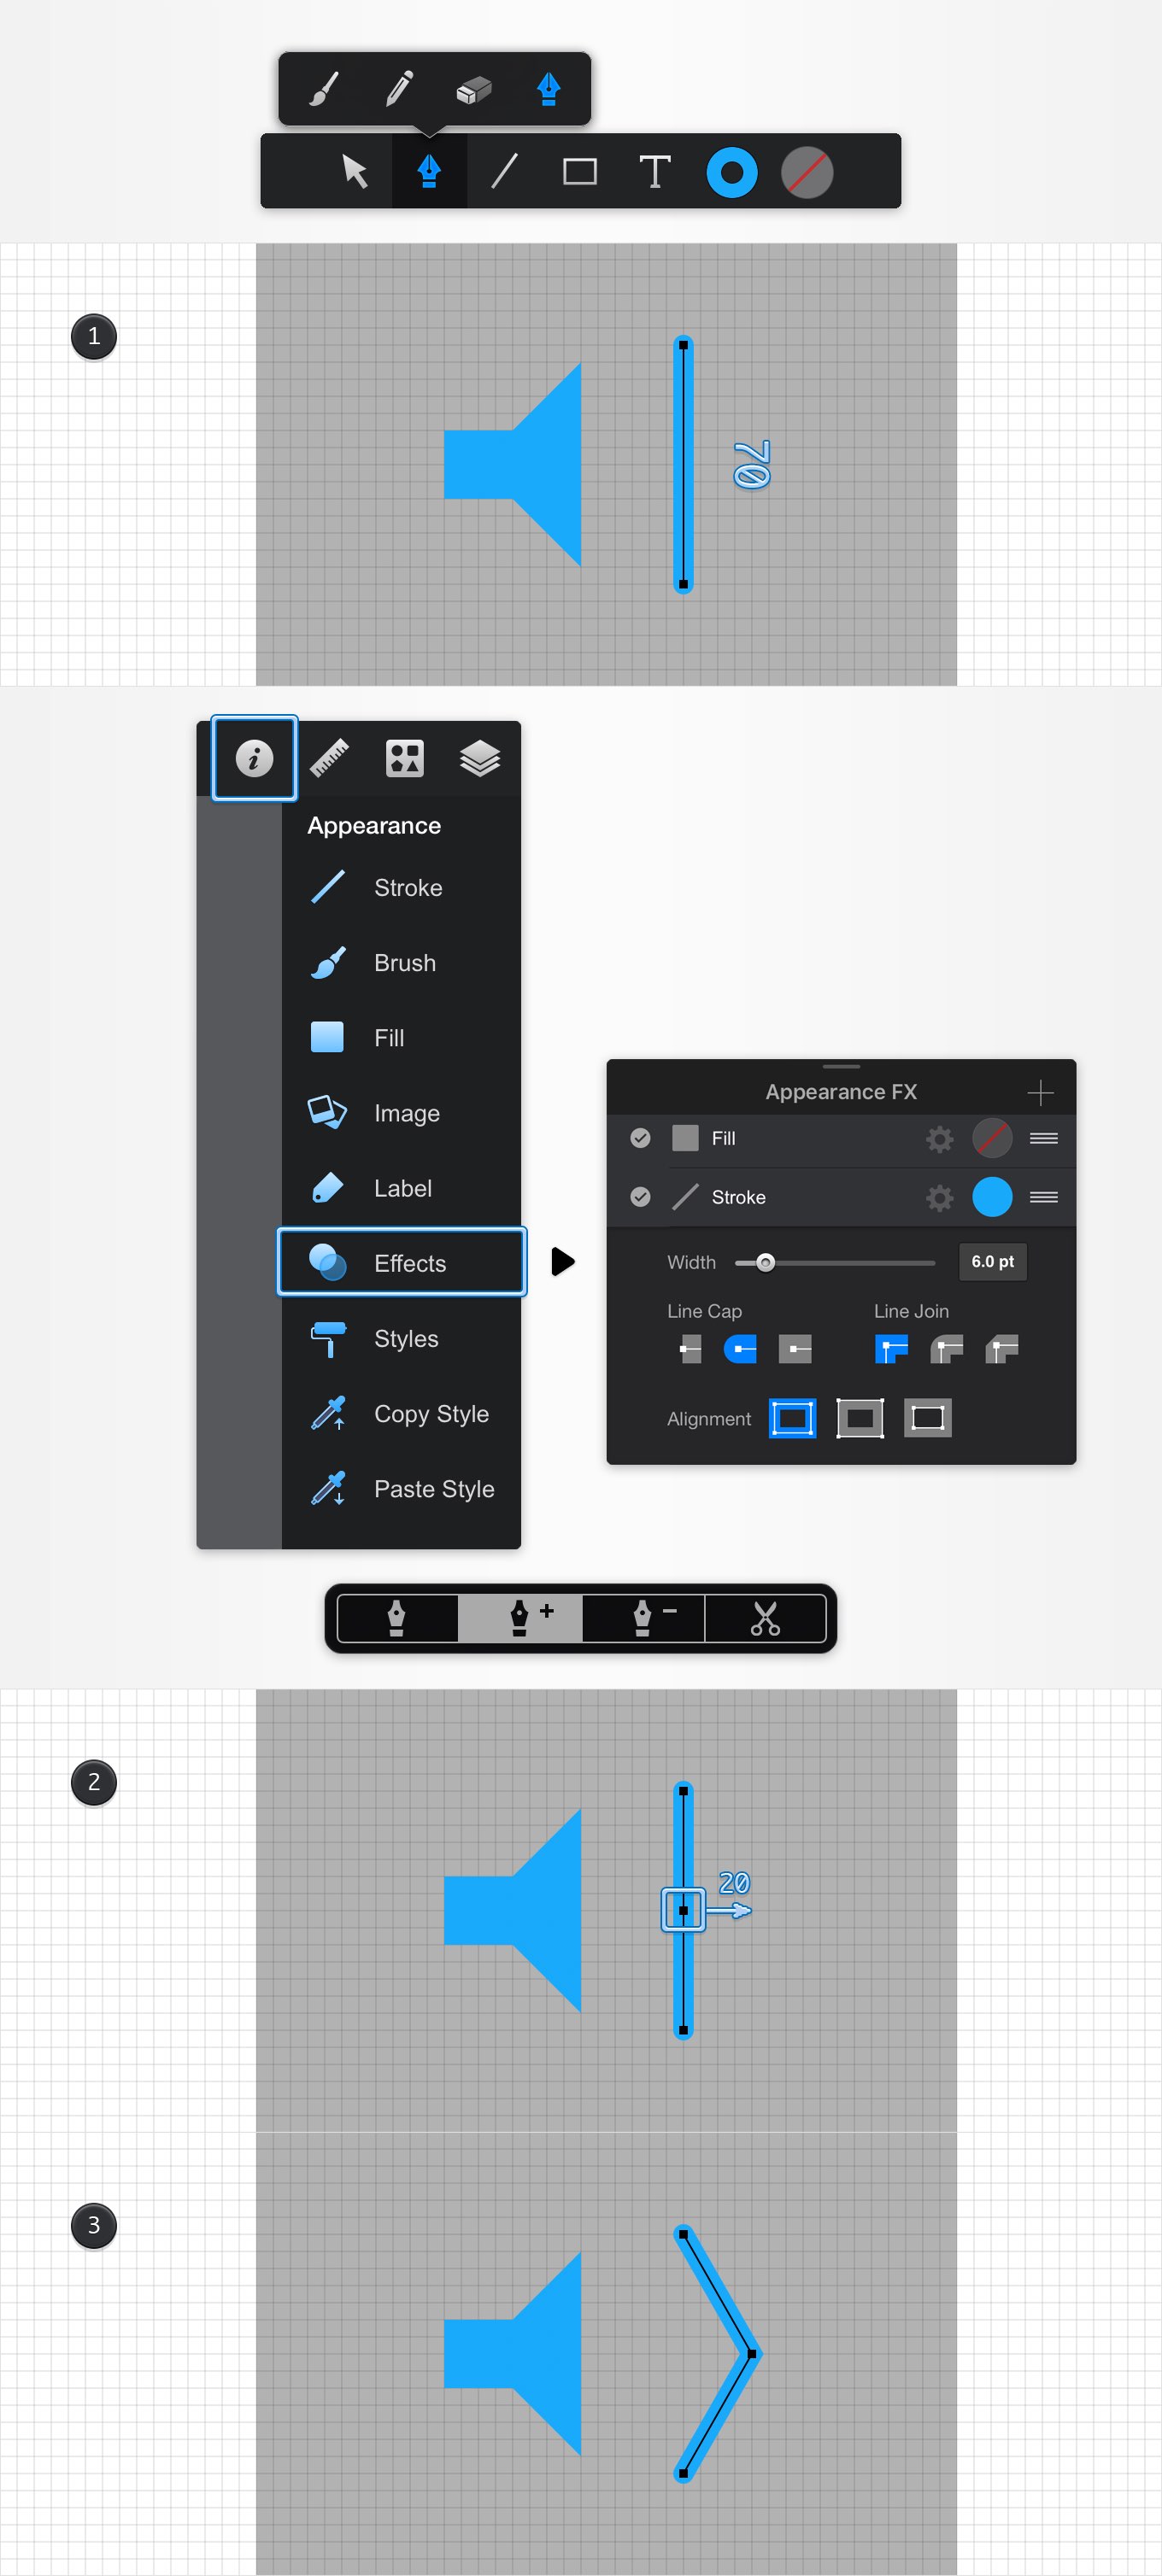 T
1
70
i
Appearance
Stroke
Brush
Fill
Image
Label
Effects
Styles
Copy Style
Paste Style
Appearance FX
Fill
Stroke
Width 6.0 pt
Line Cap Line Join
Alignment
2
20
3